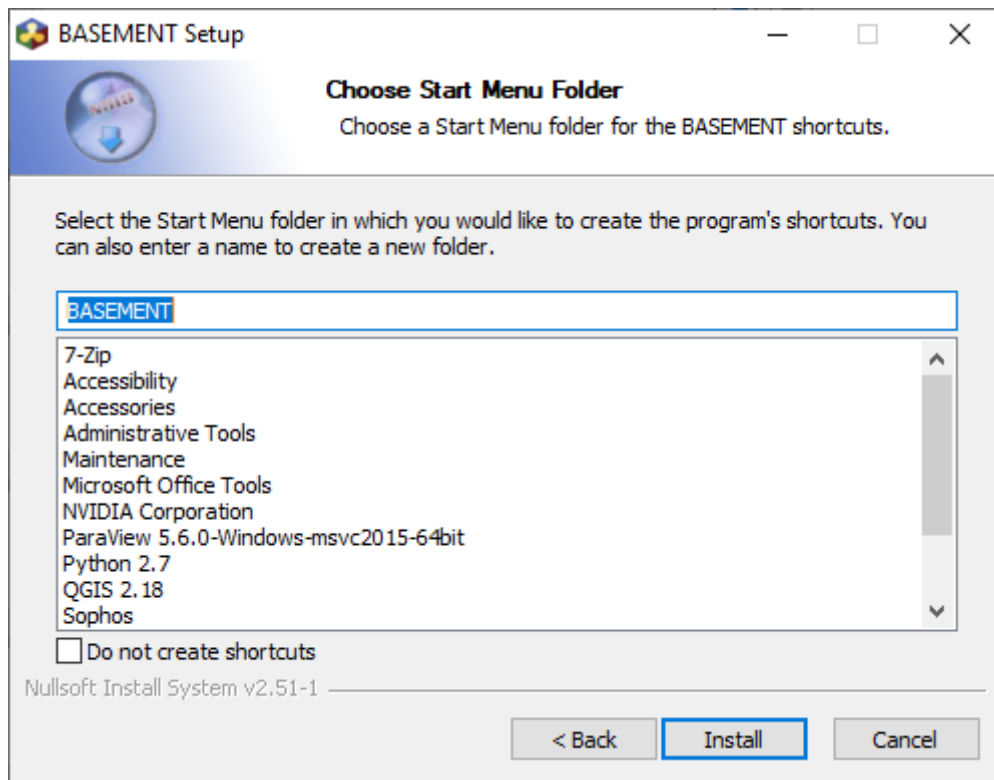 BASEMENT Setup
Choose Start Menu Folder
Choose a Start Menu folder for the BASEMENT shortcuts.
Select the Start Menu folder in which you would like to create the program's shortcuts. You
can also enter a name to create a new folder.
BASEMENT
7-Zip
Accessibility
Accessories
Administrative Tools
Maintenance
Microsoft Office Tools
NVIDIA Corporation
ParaView 5.6.0-Windows-msvc2015-64bit
Python 2.7
QGIS 2.18
Sophos
Do not create shortcuts
Nullsoft Install System v2.51-1
< Back
Install
Cancel